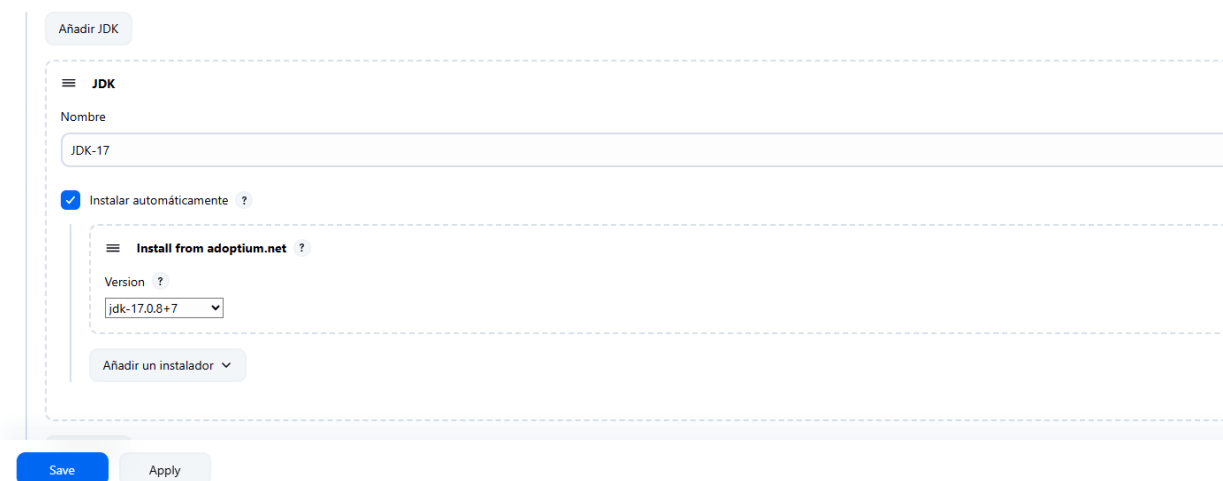 Añadir JDK
JDK
Nombre
JDK-17
Instalar automáticamente ?
Install from adoptium.net ?
Version ?
jdk-17.0.8+7
Añadir un instalador
Save
Apply